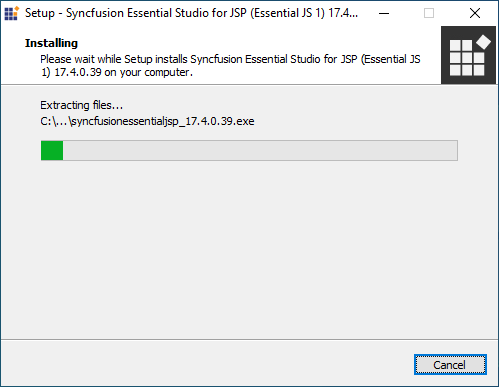 Setup - Syncfusion Essential Studio for JSP (Essential JS 1) 17.4...
Installing
Please wait while Setup installs Syncfusion Essential Studio for JSP (Essential JS
1) 17.4.0.39 on your computer.
Extracting files...
C:\...\syncfusionessentialjsp_17.4.0.39.exe
Cancel